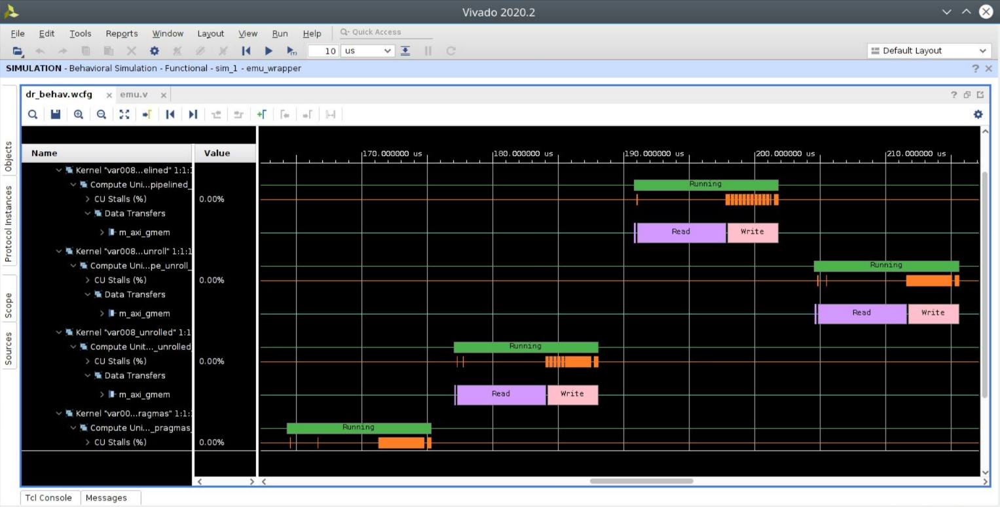 Vivado 2020.2
File Edit Tools Reports Window Layout View Run Help Quick Access
10 us Default Layout
SIMULATION - Behavioral Simulation - Functional - sim_1 - emu_wrapper
dr_behav.wcfg emu.v
Objects
Protocol Instances
Scope
Sources
Name Value
170.000000 us 180.000000 us 190.000000 us 200.000000 us 210.000000 us
Kernel "var008...elined" 1:1:1
Compute Uni...pipelined_ Running
CU Stalls (%) 0.00%
Data Transfers
m_axi_gmem Read Write
Kernel "var008...unroll" 1:1:1
Compute Uni...pe_unroll_ Running
CU Stalls (%) 0.00%
Data Transfers
m_axi_gmem Read Write
Kernel "var008_unrolled" 1:1
Compute Unit..._unrolled Running
CU Stalls (%) 0.00%
Data Transfers
m_axi_gmem Read Write
Kernel "var00...ragmas" 1:1:
Compute Uni..._pragmas_ Running
CU Stalls (%) 0.00%
Tcl Console Messages